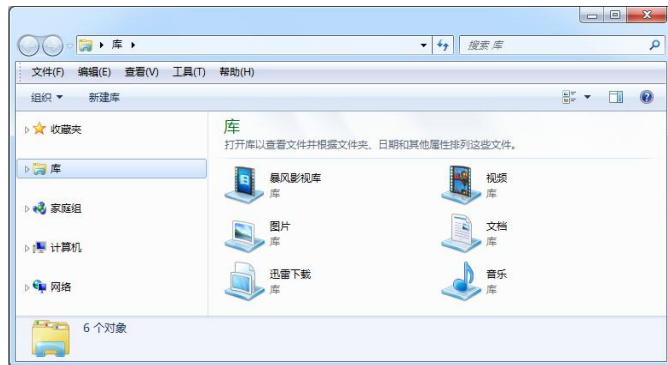 库
搜索 库
文件(F) 编辑(E) 查看(V) 工具(T) 帮助(H)
组织 新建库
收藏夹
库
家庭组
计算机
网络
库
打开库以查看文件并根据文件夹、日期和其他属性排列这些文件。
暴风影视库
库
视频
库
图片
库
文档
库
迅雷下载
库
音乐
库
6 个对象